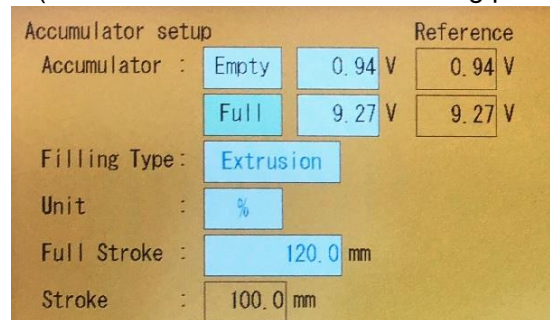 Accumulator setup Reference
Accumulator : Empty 0.94 V 0.94 V
Full 9.27 V 9.27 V
Filling Type: Extrusion
Unit : %
Full Stroke : 120.0 mm
Stroke : 100.0 mm